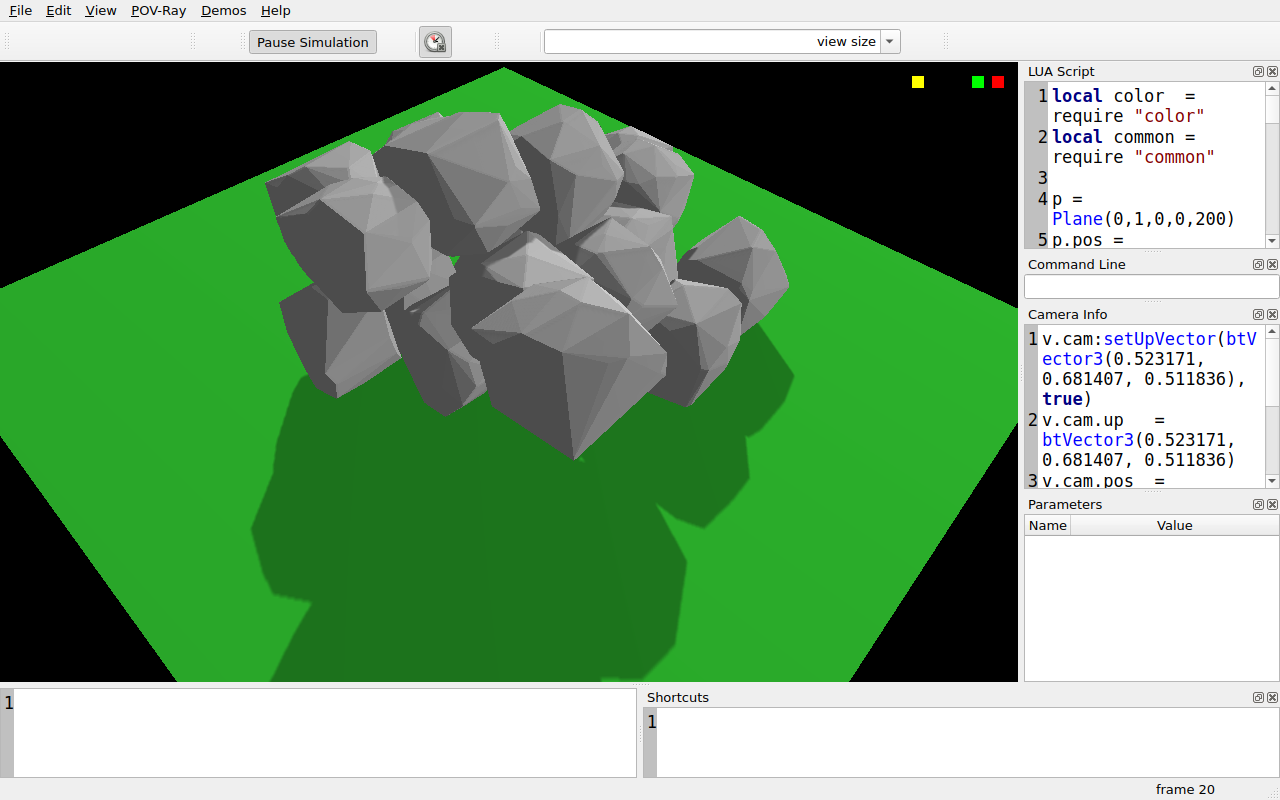 File Edit View POV-Ray Demos Help
Pause Simulation
view size
LUA Script
1 local color  =
require "color"
2 local common =
require "common"
3
4 p =
Plane(0,1,0,0,200)
5 p.pos =
Command Line
Camera Info
1 v.cam:setUpVector(btV
ector3(0.523171,
0.681407, 0.511836),
true)
2 v.cam.up   =
btVector3(0.523171,
0.681407, 0.511836)
3 v.cam.pos  =
Parameters
Name Value
1
Shortcuts
1
frame 20